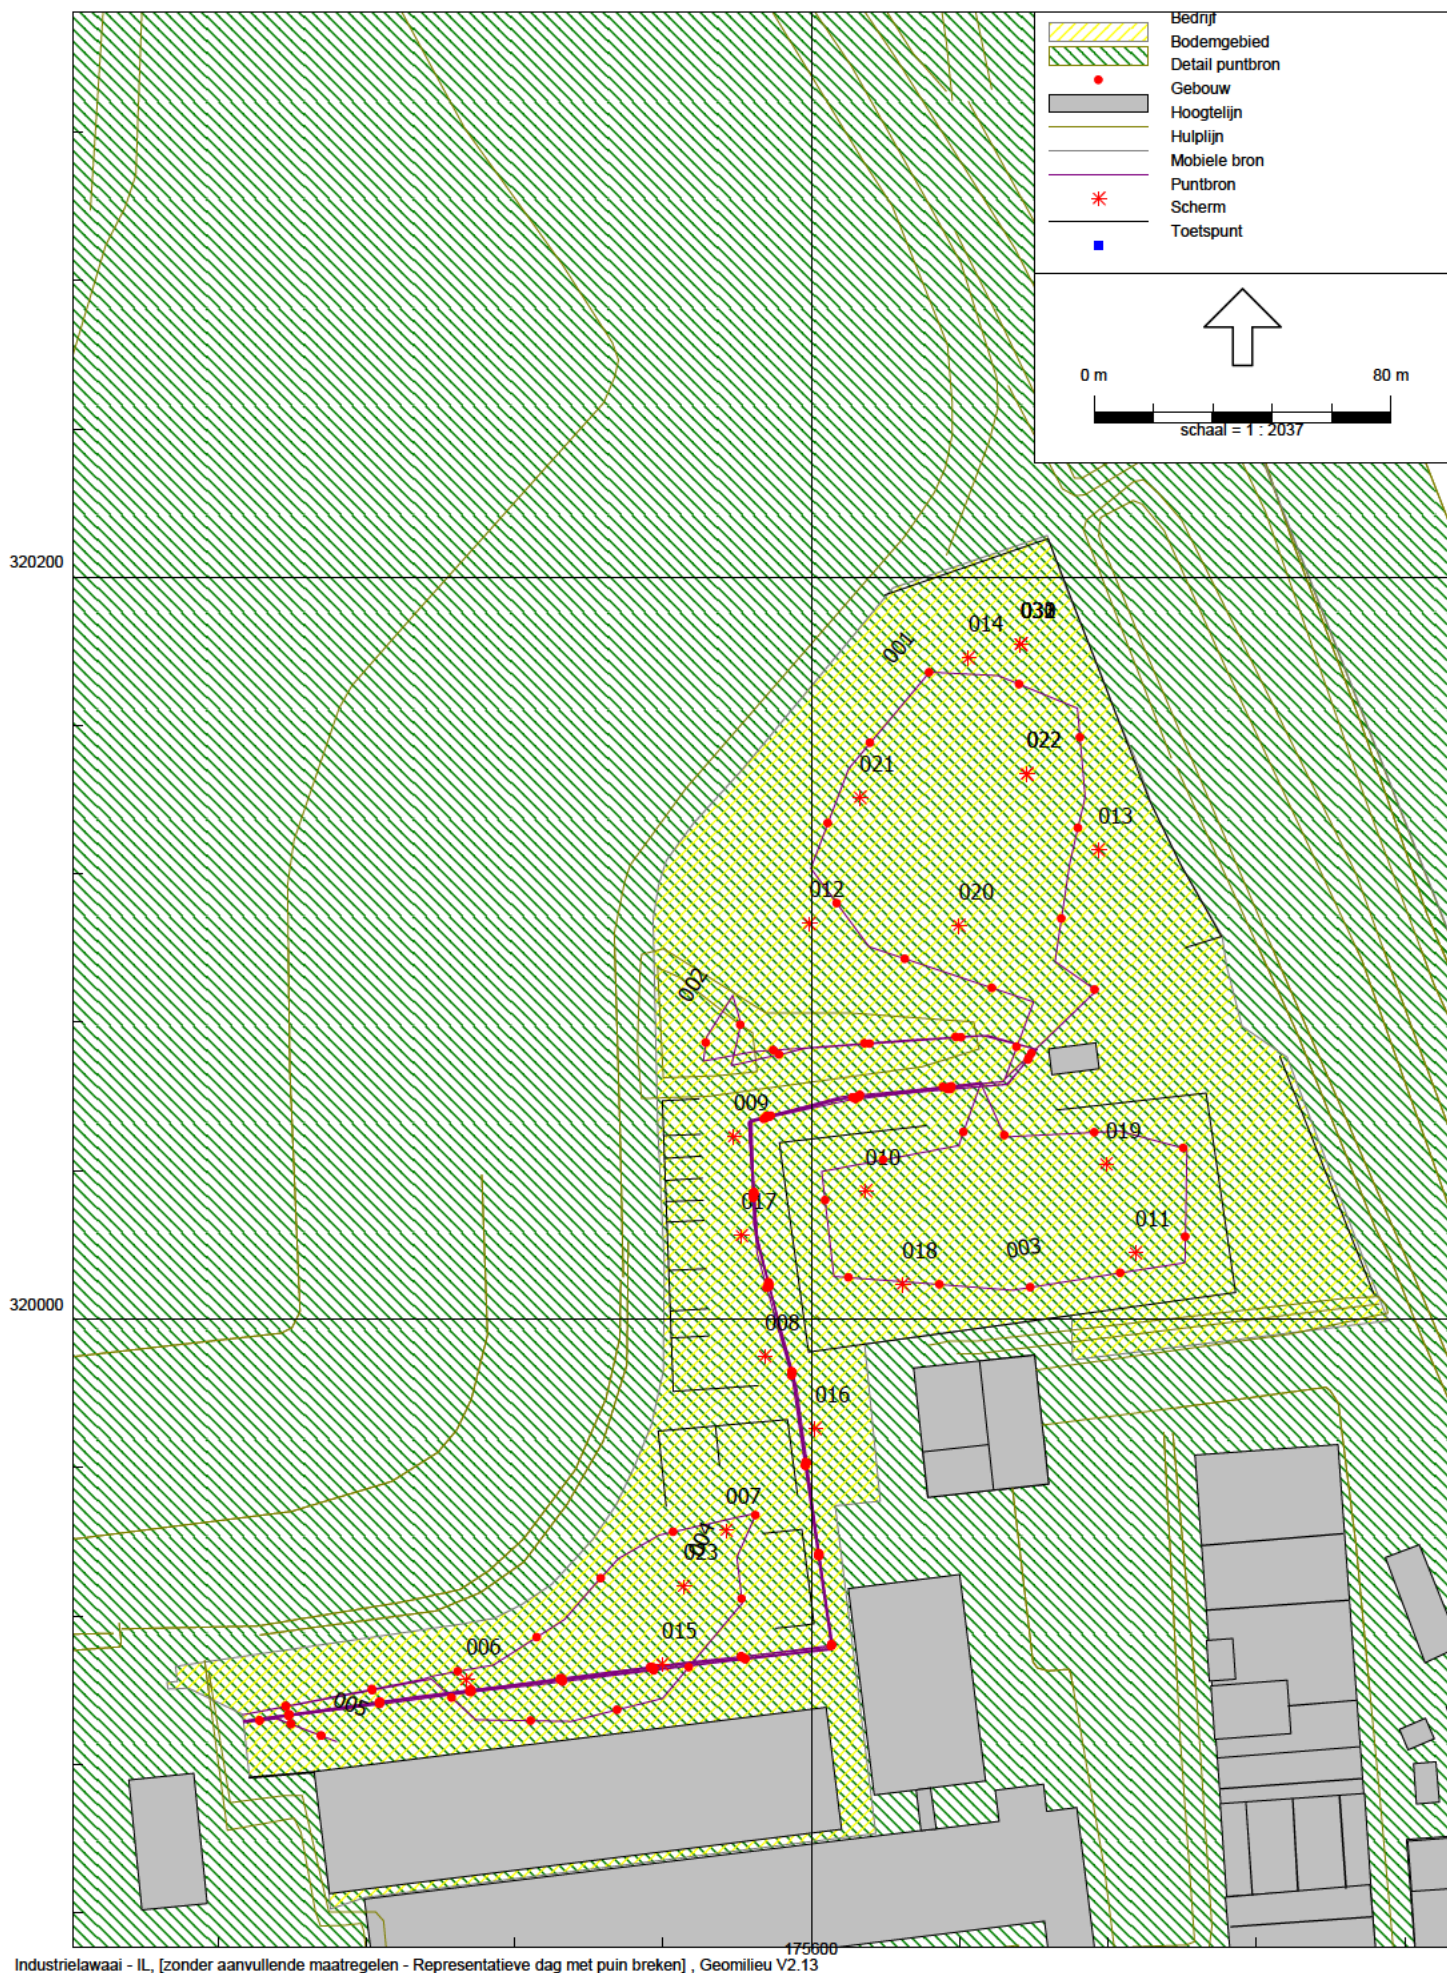 Bedrijf
Bodemgebied
Detail puntbron
Gebouw
Hoogtelijn
Hulplijn
Mobiele bron
Puntbron
Scherm
Toetspunt
0 m 80 m
schaal = 1 : 2037
320200
014
001
022
021
013
012
020
002
009
019
010
017
011
018
003
320000
008
016
007
004
023
015
006
005
175600
Industrielawaai - IL, [zonder aanvullende maatregelen - Representatieve dag met puin breken] , Geomilieu V2.13